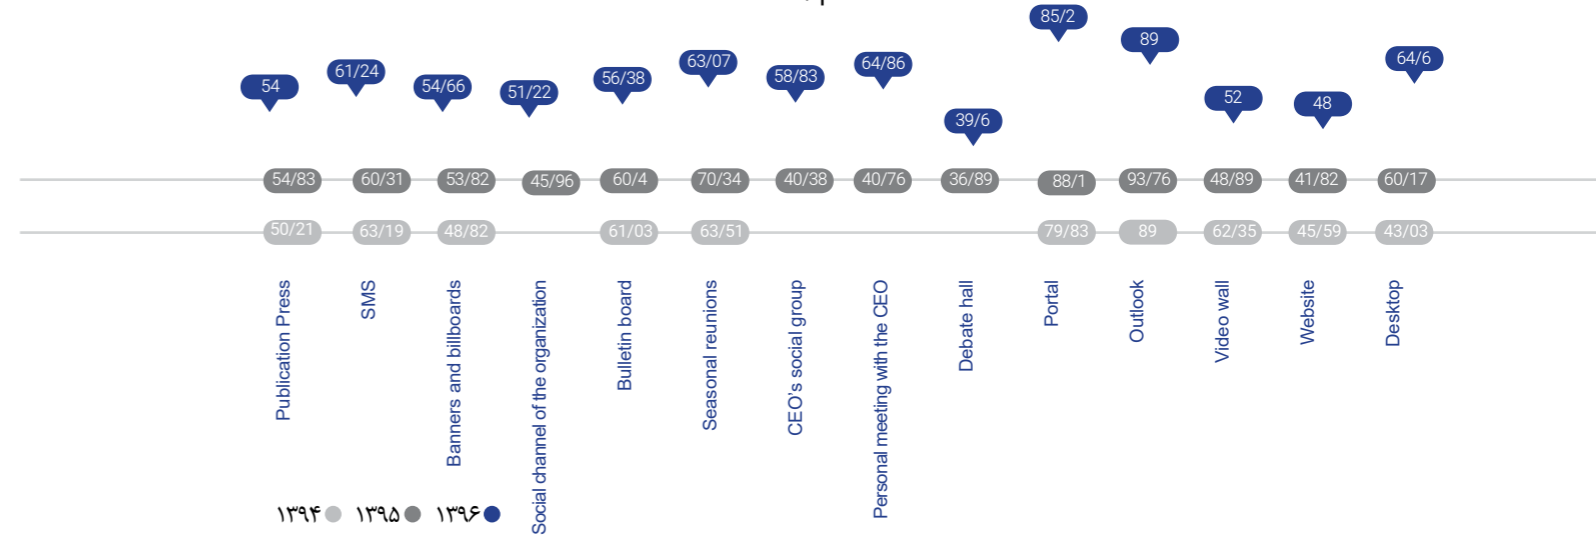 85/2
89
64/6
63/07
64/86
61/24
56/38
58/83
54
54/66
51/22
52
48
39/6
54/83 60/31 53/82 45/96 60/4 70/34 40/38 40/76 36/89 88/1 93/76 48/89 41/82 60/17
50/21 63/19 48/82 61/03 63/51 79/83 89 62/35 45/59 43/03
Publication Press
SMS
Banners and billboards
Social channel of the organization
Bulletin board
Seasonal reunions
CEO's social group
Personal meeting with the CEO
Debate hall
Portal
Outlook
Video wall
Website
Desktop
۱۳۹۴ ۱۳۹۵ ۱۳۹۶